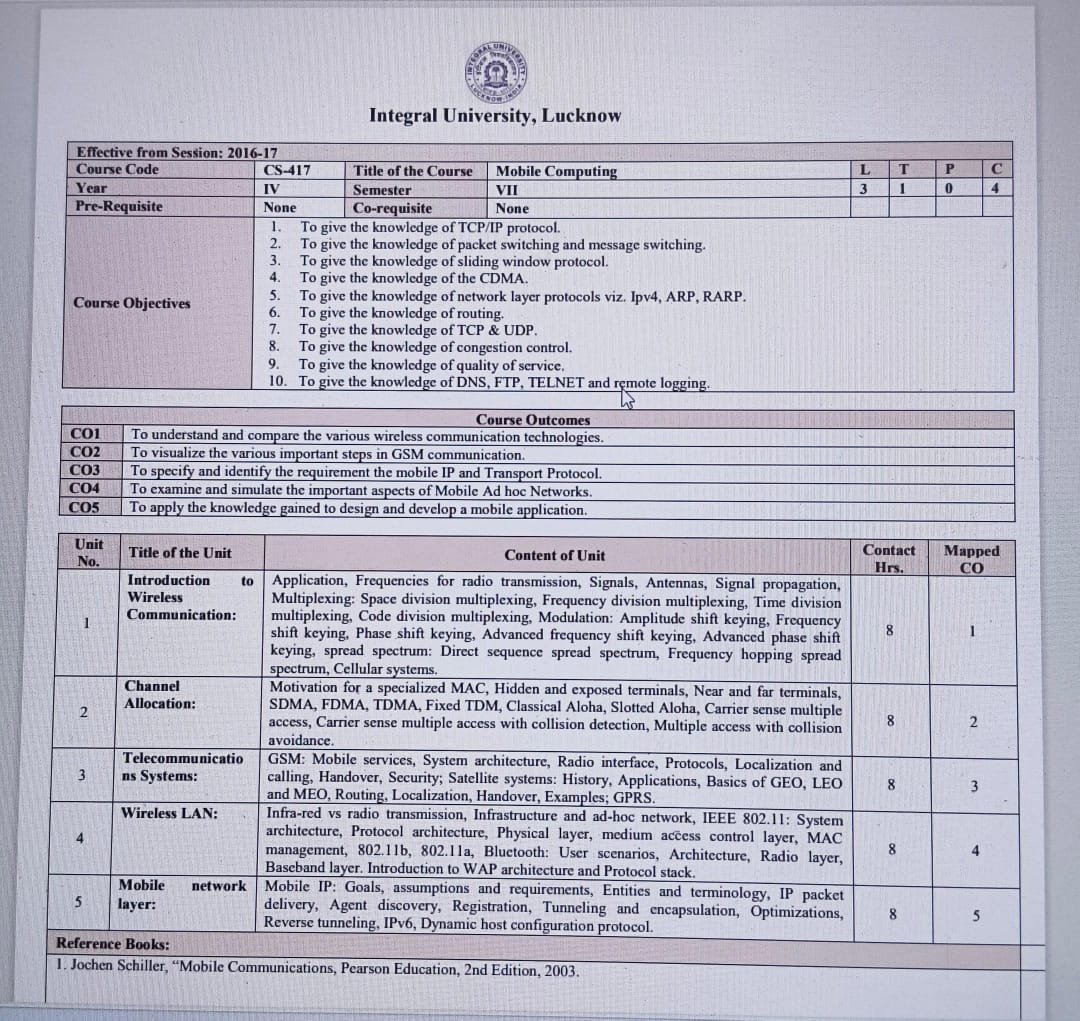 INTEGRAL UNIVERSITY
LUCKNOW-INDIA
Integral University, Lucknow
Effective from Session: 2016-17
Course Code CS-417 Title of the Course Mobile Computing L T P C
Year IV Semester VII 3 1 0 4
Pre-Requisite None Co-requisite None
Course Objectives
1. To give the knowledge of TCP/IP protocol.
2. To give the knowledge of packet switching and message switching.
3. To give the knowledge of sliding window protocol.
4. To give the knowledge of the CDMA.
5. To give the knowledge of network layer protocols viz. Ipv4, ARP, RARP.
6. To give the knowledge of routing.
7. To give the knowledge of TCP & UDP.
8. To give the knowledge of congestion control.
9. To give the knowledge of quality of service.
10. To give the knowledge of DNS, FTP, TELNET and remote logging.
Course Outcomes
CO1 To understand and compare the various wireless communication technologies.
CO2 To visualize the various important steps in GSM communication.
CO3 To specify and identify the requirement the mobile IP and Transport Protocol.
CO4 To examine and simulate the important aspects of Mobile Ad hoc Networks.
CO5 To apply the knowledge gained to design and develop a mobile application.
Unit No. Title of the Unit Content of Unit Contact Hrs. Mapped CO
1 Introduction to Wireless Communication:
Application, Frequencies for radio transmission, Signals, Antennas, Signal propagation,
Multiplexing: Space division multiplexing, Frequency division multiplexing, Time division
multiplexing, Code division multiplexing, Modulation: Amplitude shift keying, Frequency
shift keying, Phase shift keying, Advanced frequency shift keying, Advanced phase shift
keying, spread spectrum: Direct sequence spread spectrum, Frequency hopping spread
spectrum, Cellular systems.
8 1
2 Channel Allocation:
Motivation for a specialized MAC, Hidden and exposed terminals, Near and far terminals,
SDMA, FDMA, TDMA, Fixed TDM, Classical Aloha, Slotted Aloha, Carrier sense multiple
access, Carrier sense multiple access with collision detection, Multiple access with collision
avoidance.
8 2
3 Telecommunicatio
ns Systems:
GSM: Mobile services, System architecture, Radio interface, Protocols, Localization and
calling, Handover, Security; Satellite systems: History, Applications, Basics of GEO, LEO
and MEO, Routing, Localization, Handover, Examples; GPRS.
8 3
4 Wireless LAN:
Infra-red vs radio transmission, Infrastructure and ad-hoc network, IEEE 802.11: System
architecture, Protocol architecture, Physical layer, medium access control layer, MAC
management, 802.11b, 802.11a, Bluetooth: User scenarios, Architecture, Radio layer,
Baseband layer. Introduction to WAP architecture and Protocol stack.
8 4
5 Mobile network layer:
Mobile IP: Goals, assumptions and requirements, Entities and terminology, IP packet
delivery, Agent discovery, Registration, Tunneling and encapsulation, Optimizations,
Reverse tunneling, IPv6, Dynamic host configuration protocol.
8 5
Reference Books:
1. Jochen Schiller, “Mobile Communications, Pearson Education, 2nd Edition, 2003.